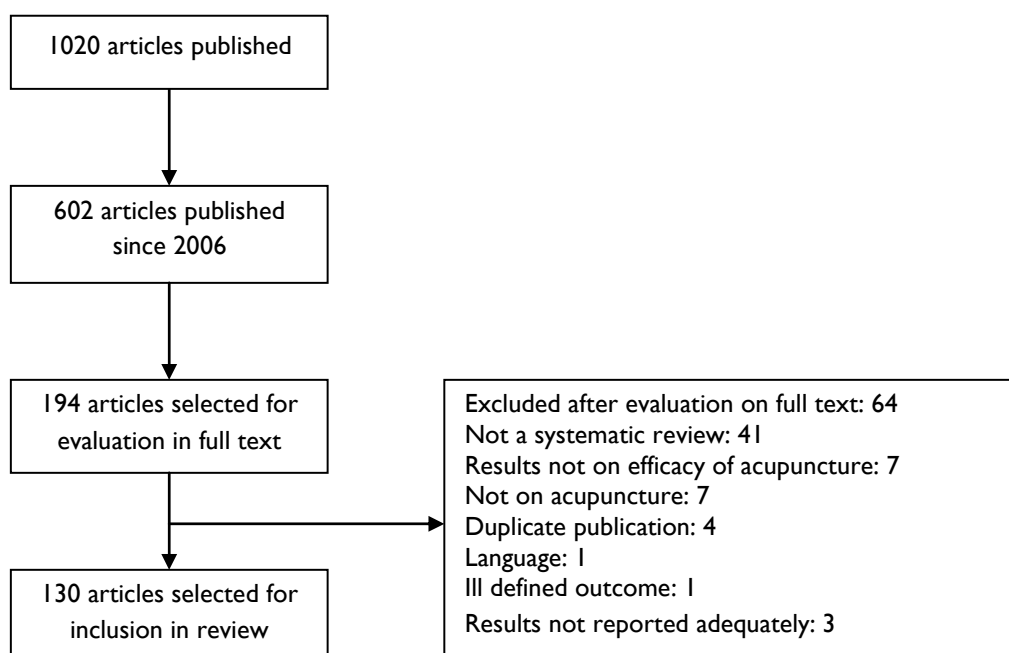 1020 articles published
602 articles published
since 2006
194 articles selected for
evaluation in full text
Excluded after evaluation on full text: 64
Not a systematic review: 41
Results not on efficacy of acupuncture: 7
Not on acupuncture: 7
Duplicate publication: 4
Language: 1
Ill defined outcome: 1
Results not reported adequately: 3
130 articles selected for
inclusion in review